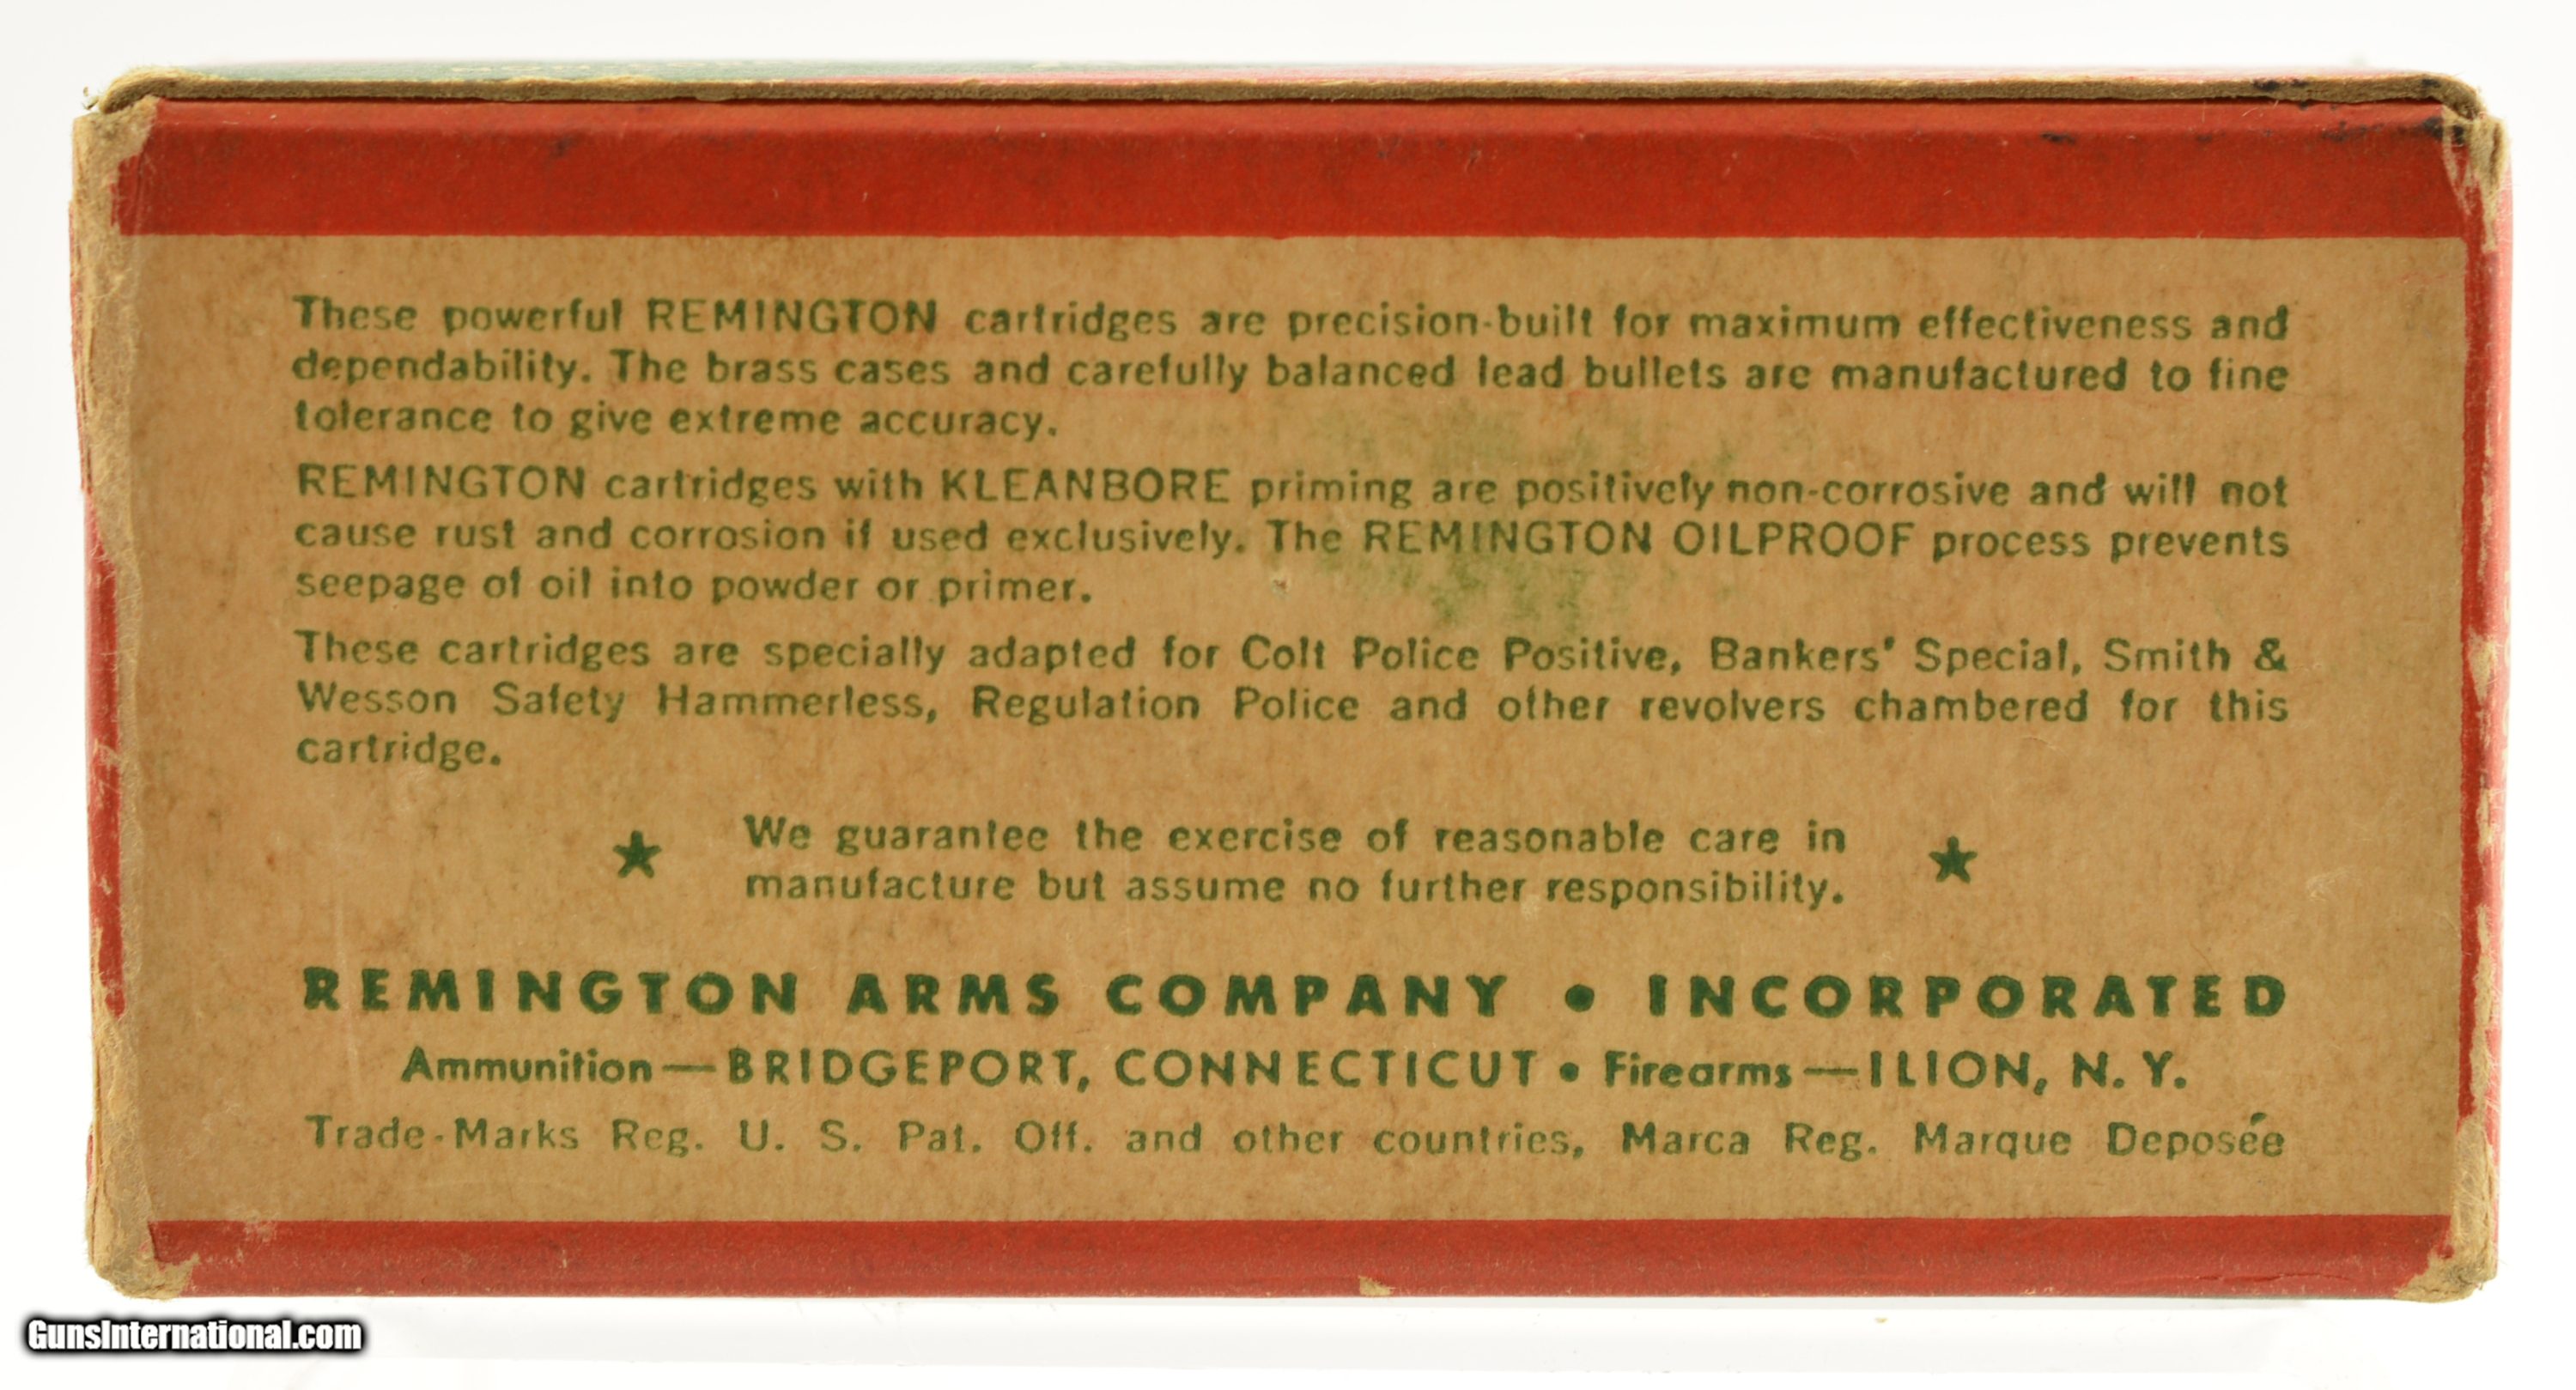 These powerful REMINGTON cartridges are precision-built for maximum effectiveness and
dependability. The brass cases and carefully balanced lead bullets are manufactured to fine
tolerance to give extreme accuracy.
REMINGTON cartridges with KLEANBORE priming are positively non-corrosive and will not
cause rust and corrosion if used exclusively. The REMINGTON OILPROOF process prevents
seepage of oil into powder or primer.
These cartridges are specially adapted for Colt Police Positive, Bankers' Special, Smith &
Wesson Safety Hammerless, Regulation Police and other revolvers chambered for this
cartridge.
★ We guarantee the exercise of reasonable care in ★
manufacture but assume no further responsibility.
REMINGTON ARMS COMPANY • INCORPORATED
Ammunition—BRIDGEPORT, CONNECTICUT • Firearms—ILION, N. Y.
Trade-Marks Reg. U. S. Pat. Off. and other countries, Marca Reg. Marque Deposée
GunsInternational.com